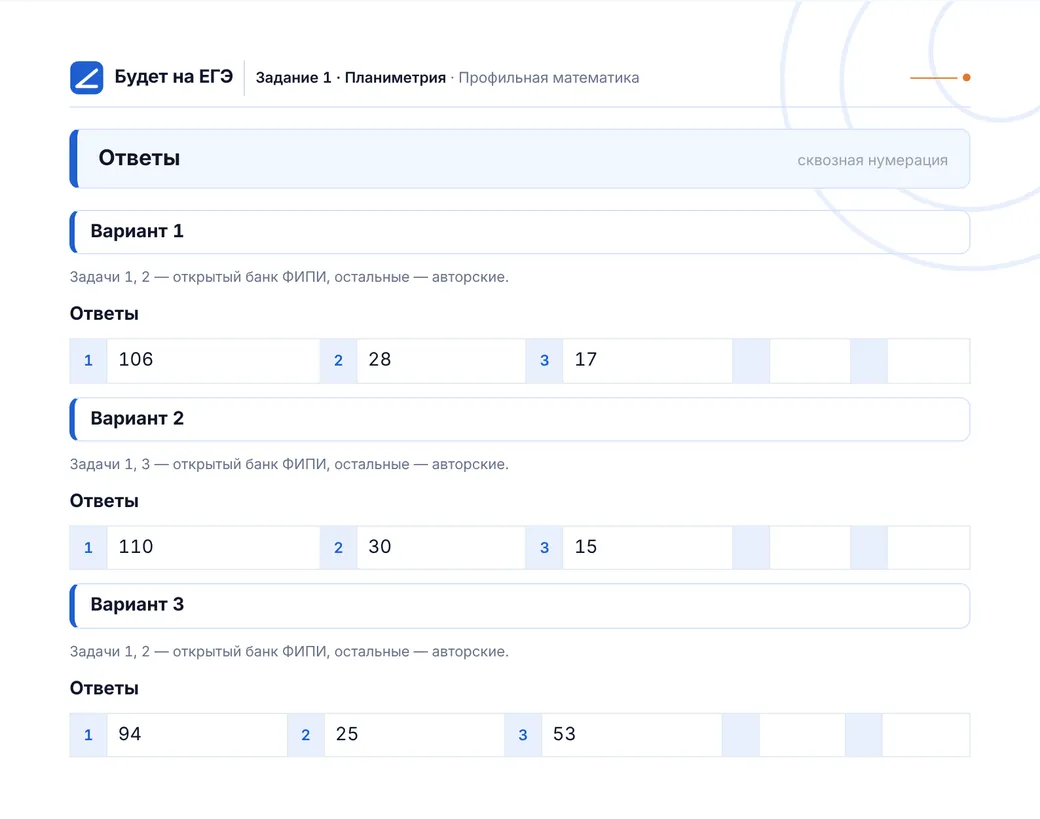 Будет на ЕГЭ Задание 1 · Планиметрия · Профильная математика
Ответы сквозная нумерация
Вариант 1
Задачи 1, 2 — открытый банк ФИПИ, остальные — авторские.
Ответы
1 106 2 28 3 17
Вариант 2
Задачи 1, 3 — открытый банк ФИПИ, остальные — авторские.
Ответы
1 110 2 30 3 15
Вариант 3
Задачи 1, 2 — открытый банк ФИПИ, остальные — авторские.
Ответы
1 94 2 25 3 53